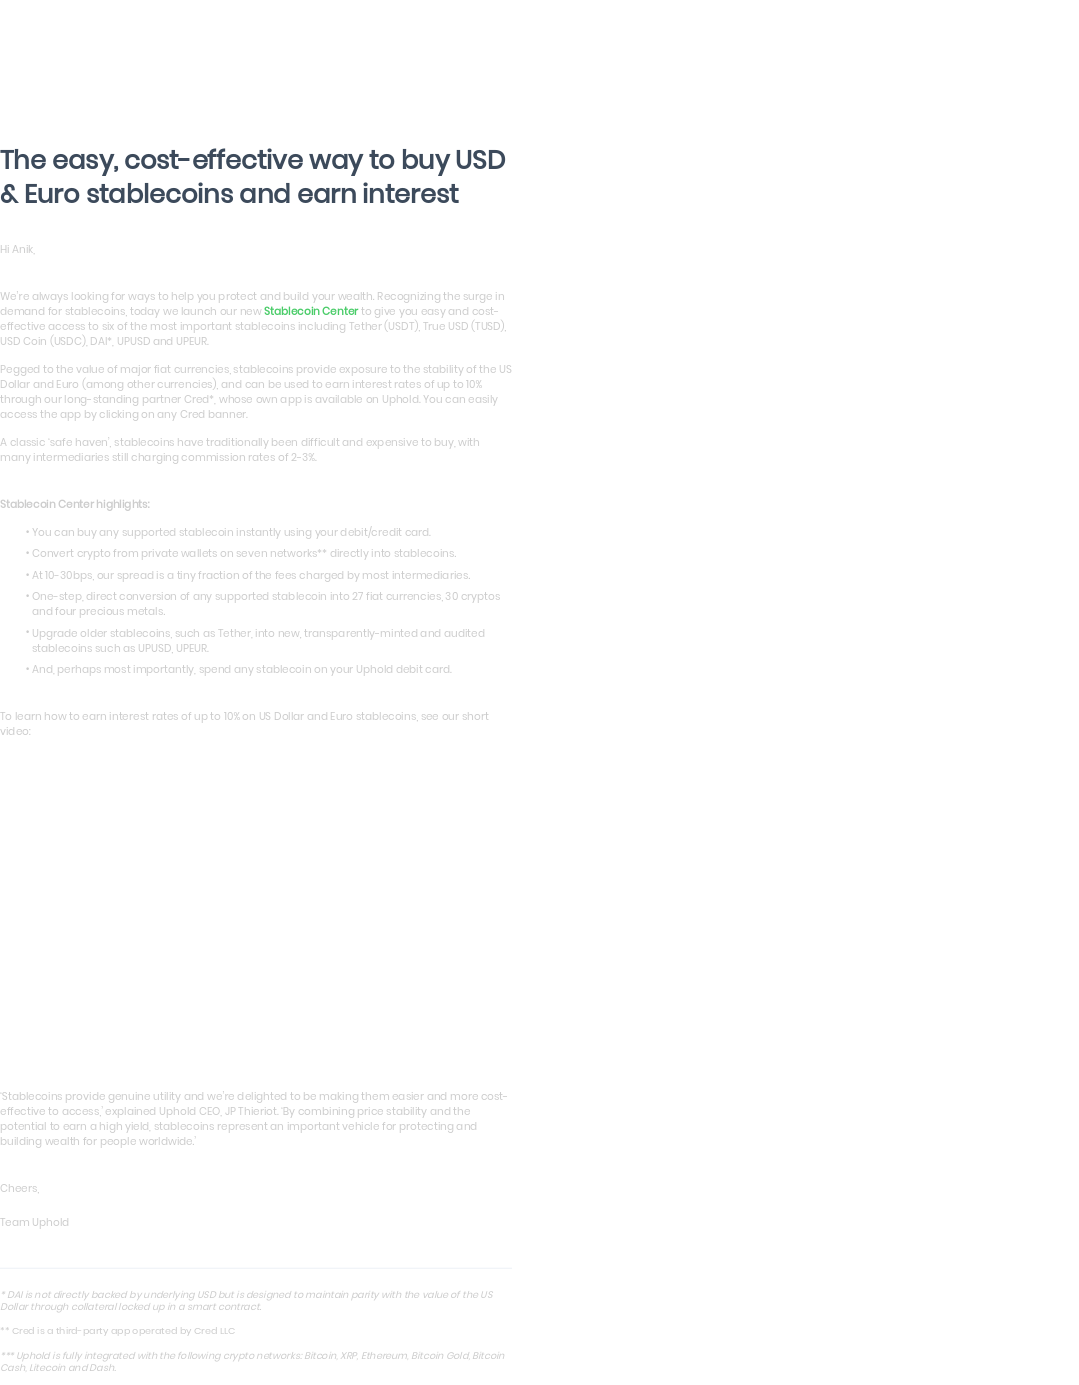 The easy, cost-effective way to buy USD
& Euro stablecoins and earn interest
Hi Anik,
We're always looking for ways to help you protect and build your wealth. Recognizing the surge in
demand for stablecoins, today we launch our new Stablecoin Center to give you easy and cost-
effective access to six of the most important stablecoins including Tether (USDT), True USD (TUSD),
USD Coin (USDC), DAI*, UPUSD and UPEUR.
Pegged to the value of major fiat currencies, stablecoins provide exposure to the stability of the US
Dollar and Euro (among other currencies), and can be used to earn interest rates of up to 10%
through our long-standing partner Cred*, whose own app is available on Uphold. You can easily
access the app by clicking on any Cred banner.
A classic 'safe haven', stablecoins have traditionally been difficult and expensive to buy, with
many intermediaries still charging commission rates of 2-3%.
Stablecoin Center highlights:
• You can buy any supported stablecoin instantly using your debit/credit card.
• Convert crypto from private wallets on seven networks** directly into stablecoins.
• At 10-30bps, our spread is a tiny fraction of the fees charged by most intermediaries.
• One-step, direct conversion of any supported stablecoin into 27 fiat currencies, 30 cryptos
and four precious metals.
• Upgrade older stablecoins, such as Tether, into new, transparently-minted and audited
stablecoins such as UPUSD, UPEUR.
• And, perhaps most importantly, spend any stablecoin on your Uphold debit card.
To learn how to earn interest rates of up to 10% on US Dollar and Euro stablecoins, see our short
video:
'Stablecoins provide genuine utility and we're delighted to be making them easier and more cost-
effective to access,' explained Uphold CEO, JP Thieriot. 'By combining price stability and the
potential to earn a high yield, stablecoins represent an important vehicle for protecting and
building wealth for people worldwide.'
Cheers,
Team Uphold
* DAI is not directly backed by underlying USD but is designed to maintain parity with the value of the US
Dollar through collateral locked up in a smart contract.
** Cred is a third-party app operated by Cred LLC
*** Uphold is fully integrated with the following crypto networks: Bitcoin, XRP, Ethereum, Bitcoin Gold, Bitcoin
Cash, Litecoin and Dash.